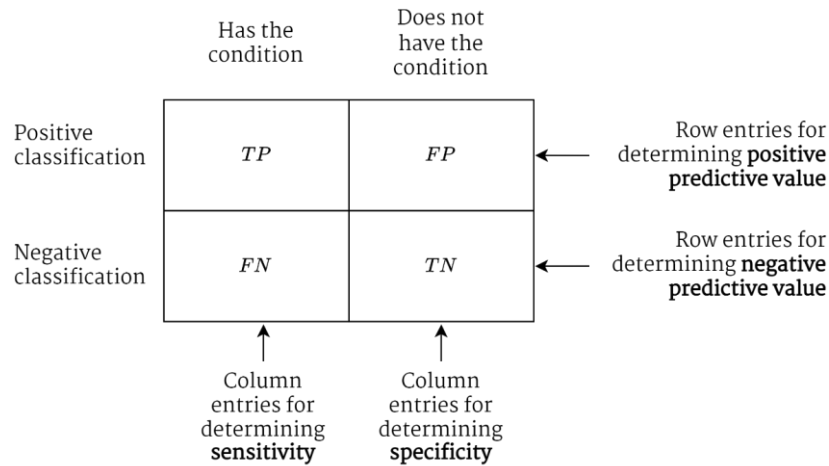 Has the
condition
Does not
have the
condition
Positive
classification
TP
FP
Row entries for
determining positive
predictive value
Negative
classification
FN
TN
Row entries for
determining negative
predictive value
Column
entries for
determining
sensitivity
Column
entries for
determining
specificity